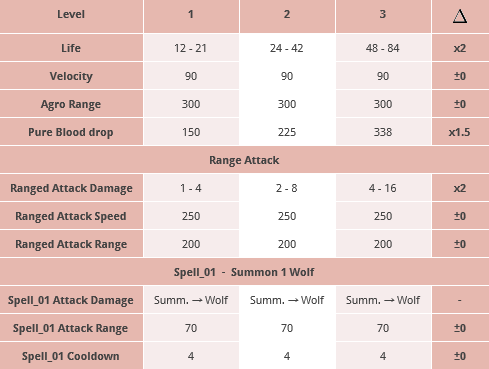 Level 1 2 3 Δ
Life 12 - 21 24 - 42 48 - 84 x2
Velocity 90 90 90 ±0
Agro Range 300 300 300 ±0
Pure Blood drop 150 225 338 x1.5
Range Attack
Ranged Attack Damage 1 - 4 2 - 8 4 - 16 x2
Ranged Attack Speed 250 250 250 ±0
Ranged Attack Range 200 200 200 ±0
Spell_01 - Summon 1 Wolf
Spell_01 Attack Damage Summ. → Wolf Summ. → Wolf Summ. → Wolf -
Spell_01 Attack Range 70 70 70 ±0
Spell_01 Cooldown 4 4 4 ±0